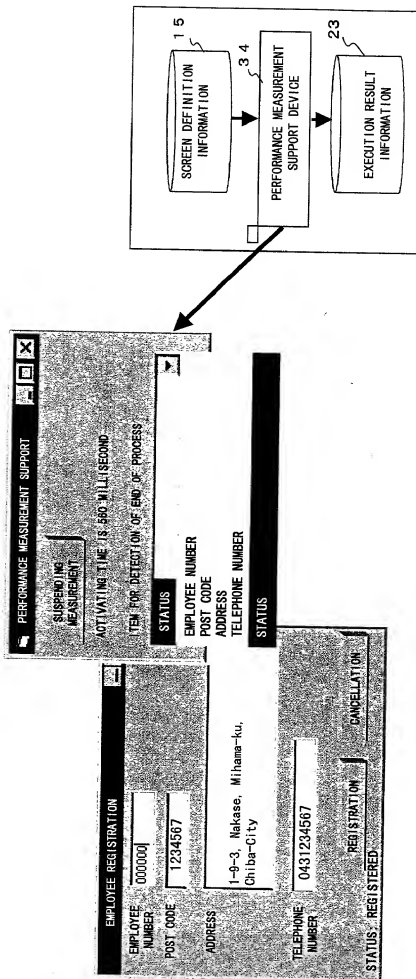 PERFORMANCE MEASUREMENT SUPPORT
SUSPENDING
MEASUREMENT
ACTIVATING TIME IS 560 MILLISECOND
ITEM FOR DETECTION OF END OF PROCESS
STATUS
EMPLOYEE NUMBER
POST CODE
ADDRESS
TELEPHONE NUMBER
STATUS
EMPLOYEE REGISTRATION
EMPLOYEE
NUMBER
000000
POST CODE
1234567
ADDRESS
1-9-3, Nakase, Mihama-ku,
Chiba-City
TELEPHONE
NUMBER
0431234567
REGISTRATION
CANCELLATION
STATUS: REGISTERED
15
SCREEN DEFINITION
INFORMATION
34
PERFORMANCE MEASUREMENT
SUPPORT DEVICE
23
EXECUTION RESULT
INFORMATION